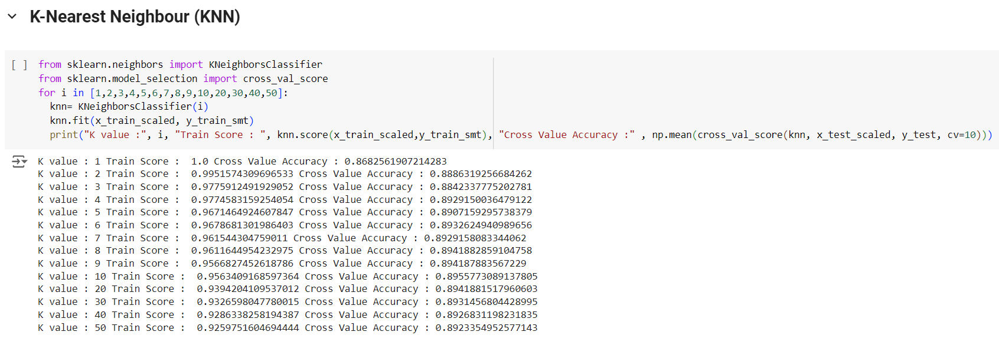 K-Nearest Neighbour (KNN)
[ ] from sklearn.neighbors import KNeighborsClassifier
from sklearn.model_selection import cross_val_score
for i in [1,2,3,4,5,6,7,8,9,10,20,30,40,50]:
  knn= KNeighborsClassifier(i)
  knn.fit(x_train_scaled, y_train_smt)
  print("K value :", i, "Train Score : ", knn.score(x_train_scaled,y_train_smt), "Cross Value Accuracy :" , np.mean(cross_val_score(knn, x_test_scaled, y_test, cv=10)))
K value : 1 Train Score :  1.0 Cross Value Accuracy : 0.8682561907214283
K value : 2 Train Score :  0.9951574309696533 Cross Value Accuracy : 0.8886319256684262
K value : 3 Train Score :  0.9775912491929052 Cross Value Accuracy : 0.8842337775202781
K value : 4 Train Score :  0.9774583159254054 Cross Value Accuracy : 0.8929150036479122
K value : 5 Train Score :  0.9671464924607847 Cross Value Accuracy : 0.8907159295738379
K value : 6 Train Score :  0.9678681301986403 Cross Value Accuracy : 0.8932624940989656
K value : 7 Train Score :  0.961544304759011 Cross Value Accuracy : 0.8929158083344062
K value : 8 Train Score :  0.9611644954232975 Cross Value Accuracy : 0.8941882859104758
K value : 9 Train Score :  0.9566827452618786 Cross Value Accuracy : 0.894187883567229
K value : 10 Train Score :  0.9563409168597364 Cross Value Accuracy : 0.8955773089137805
K value : 20 Train Score :  0.9394204109537012 Cross Value Accuracy : 0.8941881517960603
K value : 30 Train Score :  0.9326598047780015 Cross Value Accuracy : 0.8931456804428995
K value : 40 Train Score :  0.9286338258194387 Cross Value Accuracy : 0.8926831198231835
K value : 50 Train Score :  0.9259751604694444 Cross Value Accuracy : 0.8923354952577143